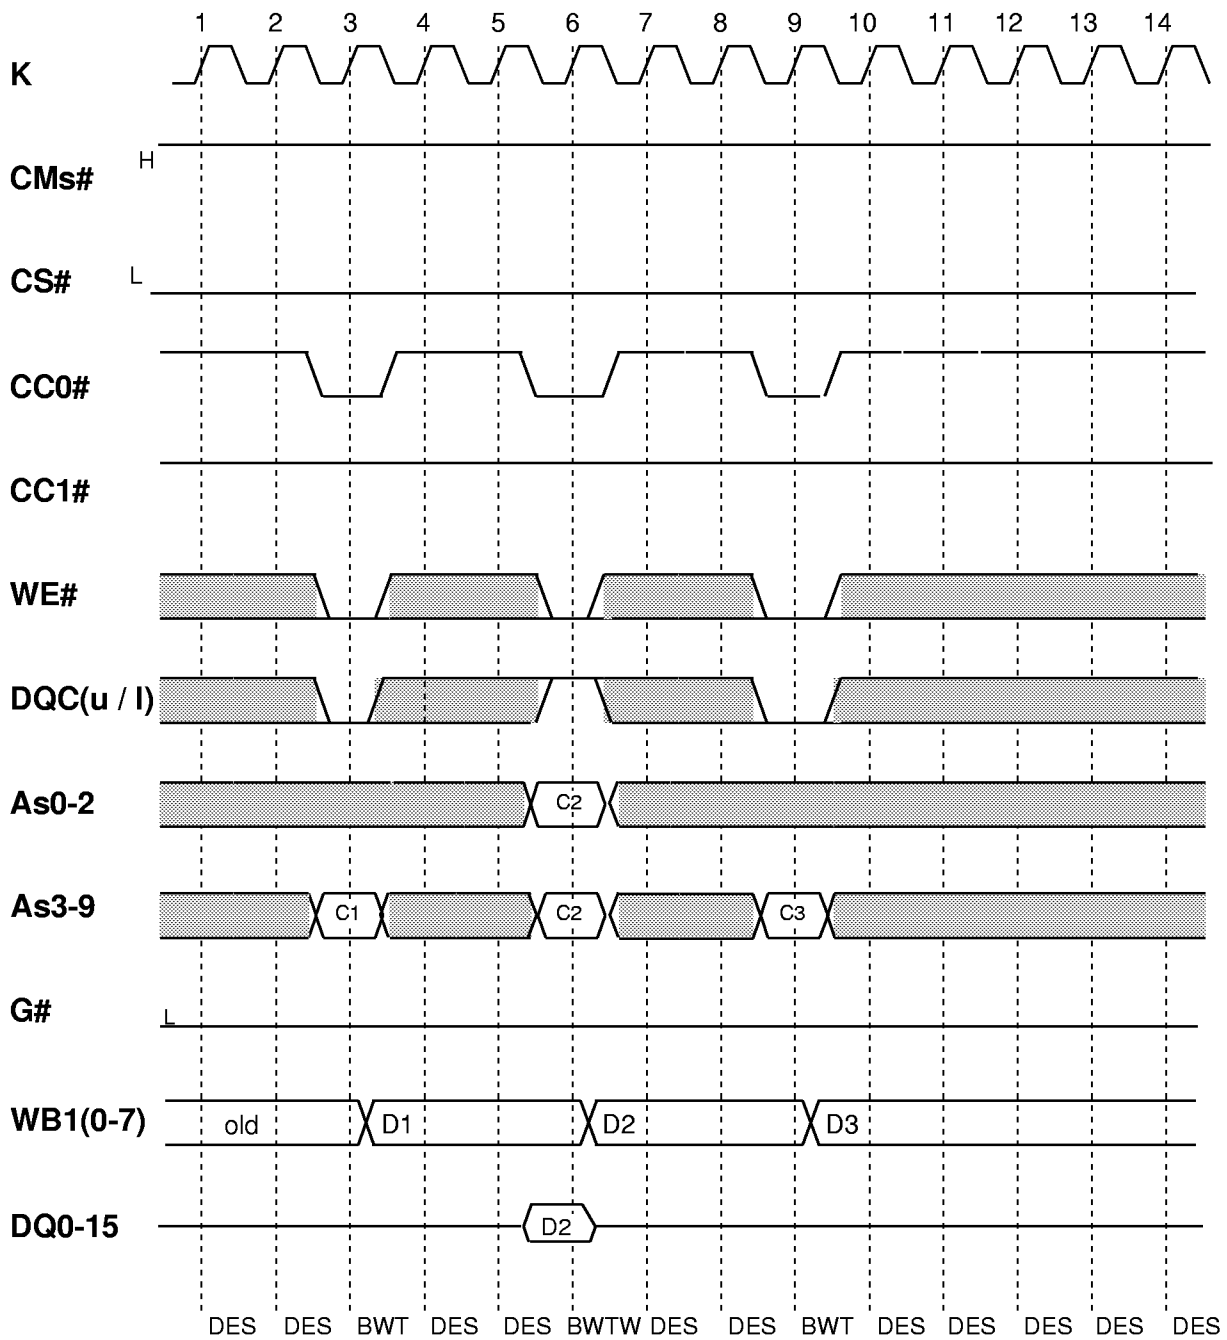 1 2 3 4 5 6 7 8 9 10 11 12 13 14
K
H
CMs#
L
CS#
CC0#
CC1#
WE#
DQC(u / l)
As0-2 C2
As3-9 C1 C2 C3
G#
L
WB1(0-7) old D1 D2 D3
DQ0-15 D2
DES DES BWT DES DES BWTW DES DES BWT DES DES DES DES DES